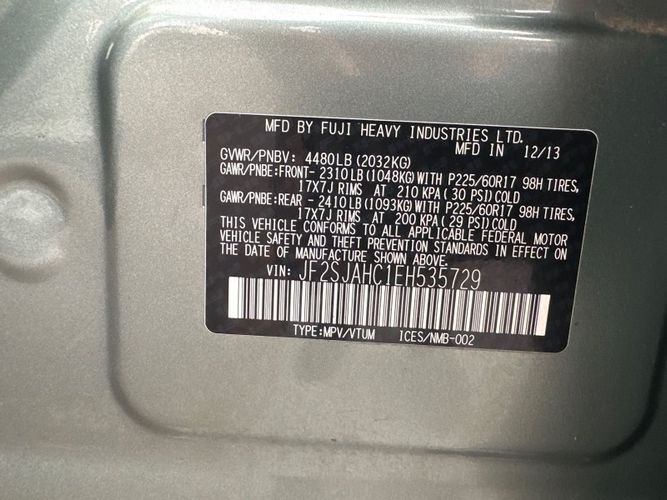 MFD BY FUJI HEAVY INDUSTRIES LTD.
MFD IN 12/13
GVWR/PNBV: 4480LB(2032KG)
GAWR/PNBE:FRONT- 2310LB(1048KG)WITH P225/60R17 98H TIRES,
17X7J RIMS AT 210 KPA(30 PSI)COLD
GAWR/PNBE:REAR - 2410LB(1093KG)WITH P225/60R17 98H TIRES,
17X7J RIMS AT 200 KPA(29 PSI)COLD
THIS VEHICLE CONFORMS TO ALL APPLICABLE FEDERAL MOTOR
VEHICLE SAFETY AND THEFT PREVENTION STANDARDS IN EFFECT ON
THE DATE OF MANUFACTURE SHOWN ABOVE.
VIN: JF2SJAHC1EH535729
TYPE:MPV/VTUM ICES/NMB-002